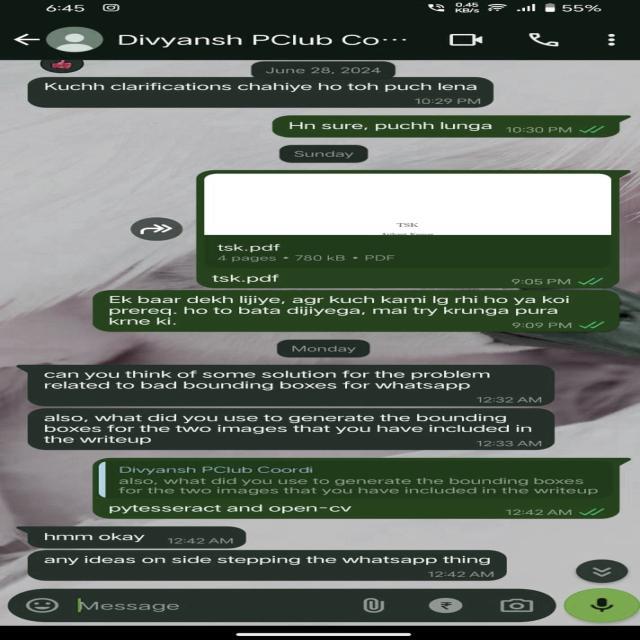 6:45
0.45
KB/s
55%
Divyansh PClub Co···
June 28, 2024
Kuchh clarifications chahiye ho toh puch lena
10:29 PM
Hn sure, puchh lunga 10:30 PM
Sunday
TSK
tsk.pdf
4 pages • 780 kB • PDF
tsk.pdf
9:05 PM
Ek baar dekh lijiye, agr kuch kami lg rhi ho ya koi
prereq. ho to bata dijiyega, mai try krunga pura
krne ki.
9:09 PM
Monday
can you think of some solution for the problem
related to bad bounding boxes for whatsapp
12:32 AM
also, what did you use to generate the bounding
boxes for the two images that you have included in
the writeup
12:33 AM
Divyansh PClub Coordi
also, what did you use to generate the bounding boxes
for the two images that you have included in the writeup
pytesseract and open-cv
12:42 AM
hmm okay 12:42 AM
any ideas on side stepping the whatsapp thing
12:42 AM
Message